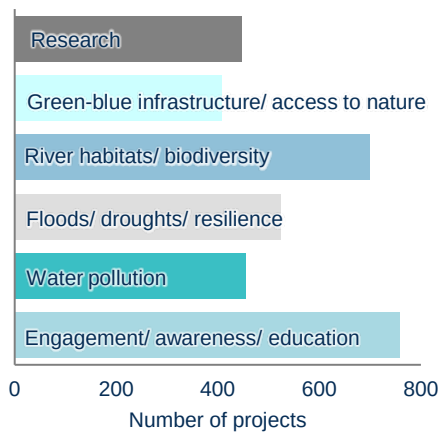 Research
Green-blue infrastructure/ access to nature
River habitats/ biodiversity
Floods/ droughts/ resilience
Water pollution
Engagement/ awareness/ education
0 200 400 600 800
Number of projects